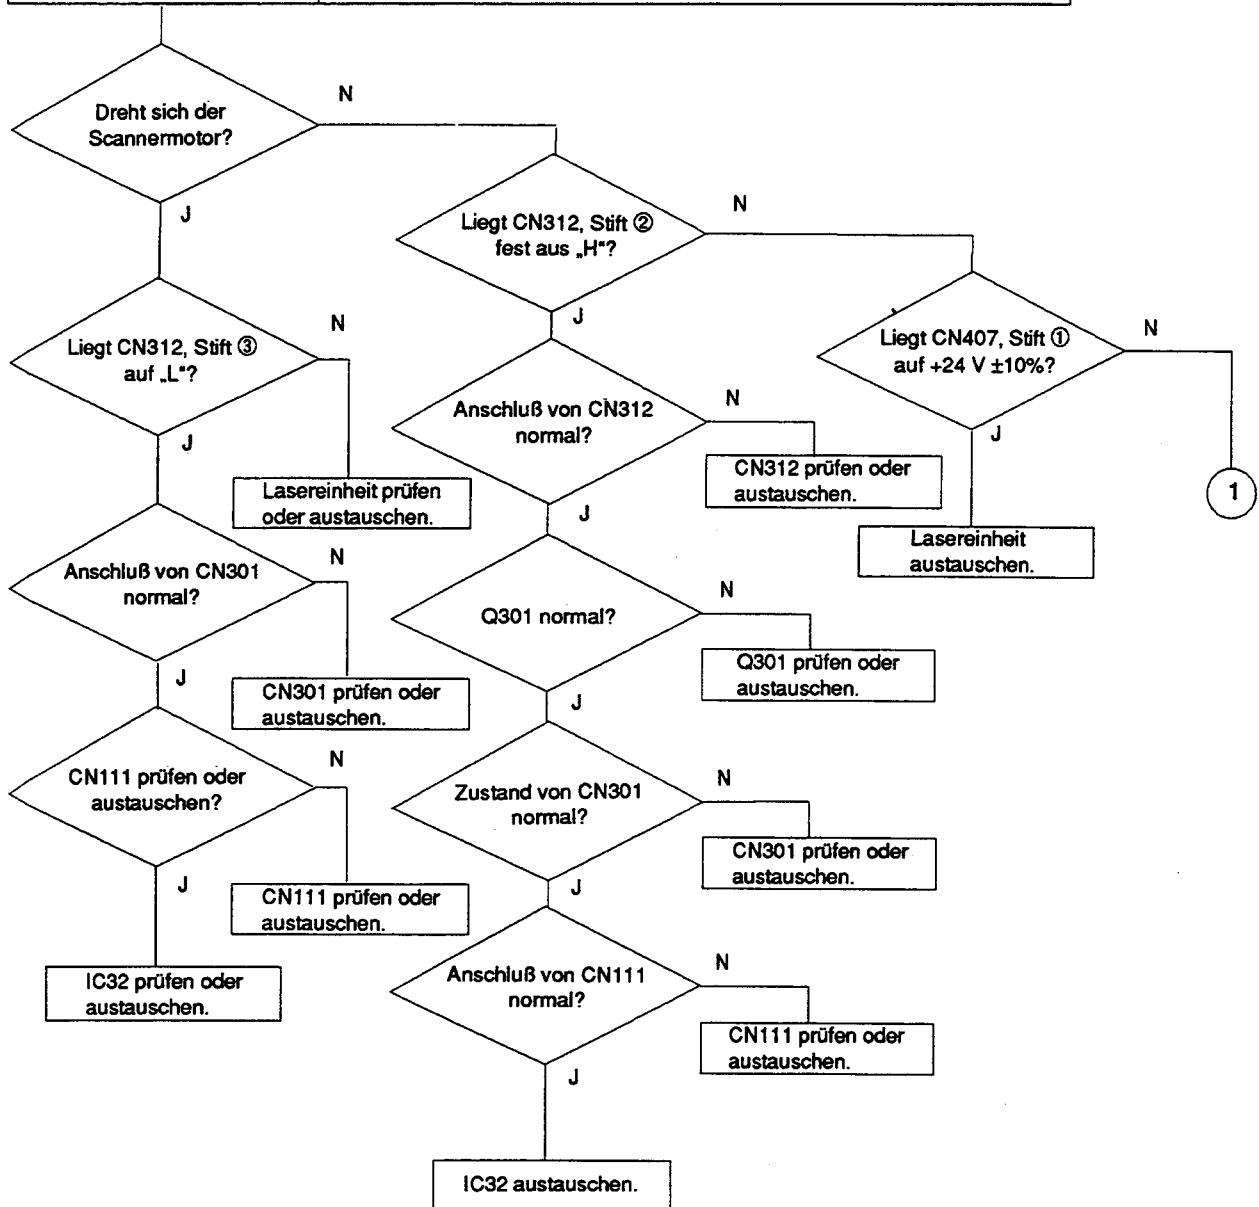 Dreht sich der
Scannermotor?
N
J
Liegt CN312, Stift ②
fest aus „H“?
N
J
Liegt CN407, Stift ①
auf +24 V ±10%?
N
J
1
Lasereinheit
austauschen.
Liegt CN312, Stift ③
auf „L“?
N
J
Lasereinheit prüfen
oder austauschen.
Anschluß von CN312
normal?
N
J
CN312 prüfen oder
austauschen.
Anschluß von CN301
normal?
N
J
CN301 prüfen oder
austauschen.
Q301 normal?
N
J
Q301 prüfen oder
austauschen.
CN111 prüfen oder
austauschen?
N
J
CN111 prüfen oder
austauschen.
IC32 prüfen oder
austauschen.
Zustand von CN301
normal?
N
J
CN301 prüfen oder
austauschen.
Anschluß von CN111
normal?
N
J
CN111 prüfen oder
austauschen.
IC32 austauschen.